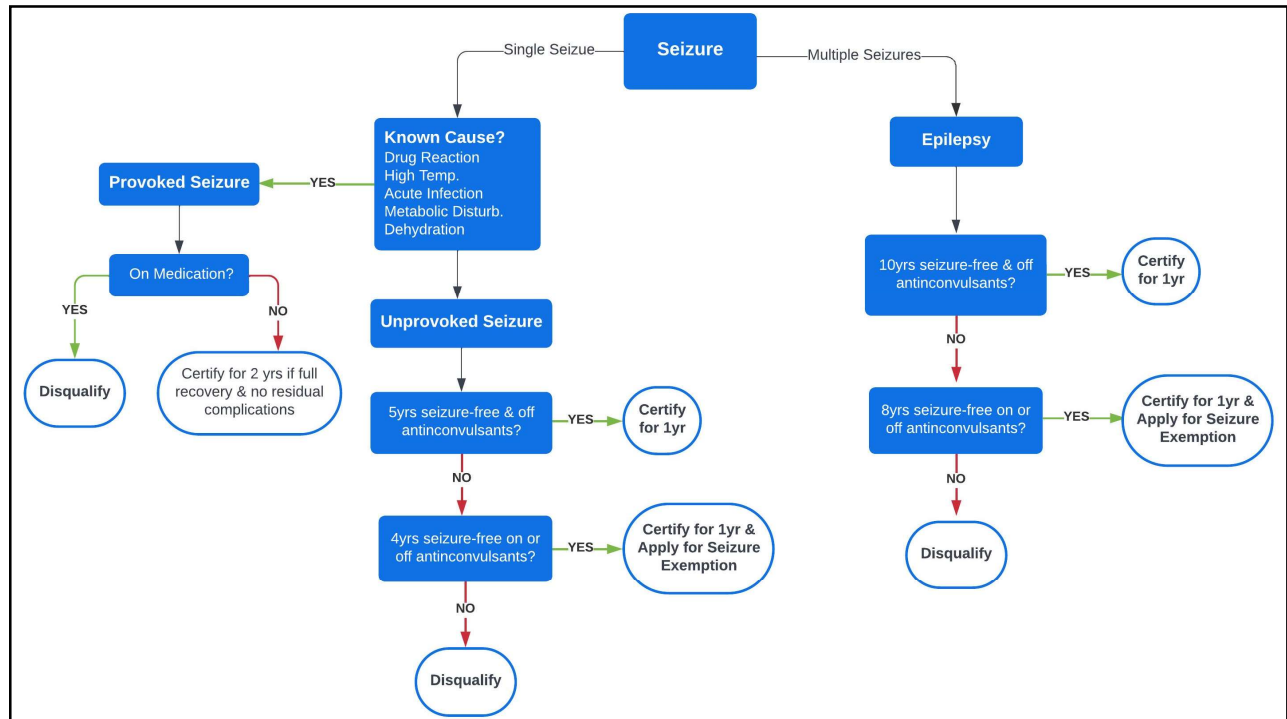 Seizure
Single Seizue
Multiple Seizures
Known Cause?
Drug Reaction
High Temp.
Acute Infection
Metabolic Disturb.
Dehydration
YES
Provoked Seizure
On Medication?
YES
NO
Disqualify
Certify for 2 yrs if full
recovery & no residual
complications
Unprovoked Seizure
5yrs seizure-free & off
antinconvulsants?
YES
Certify
for 1yr
NO
4yrs seizure-free on or
off antinconvulsants?
YES
Certify for 1yr &
Apply for Seizure
Exemption
NO
Disqualify
Epilepsy
10yrs seizure-free & off
antinconvulsants?
YES
Certify
for 1yr
NO
8yrs seizure-free on or
off antinconvulsants?
YES
Certify for 1yr &
Apply for Seizure
Exemption
NO
Disqualify